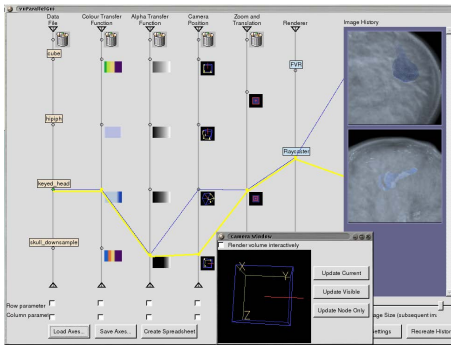 VisParallelGui
Data File
Colour Transfer Function
Alpha Transfer Function
Camera Position
Zoom and Translation
Renderer
Image History
cube
FVR
hipiph
Raycaster
keyed_head
skull_downsample
Camera Window
Render volume interactively
X
Y
Z
Update Current
Update Visible
Update Node Only
Row parameter
Column parameter
Load Axes...
Save Axes...
Create Spreadsheet
age Size (subsequent im
ettings
Recreate Histor